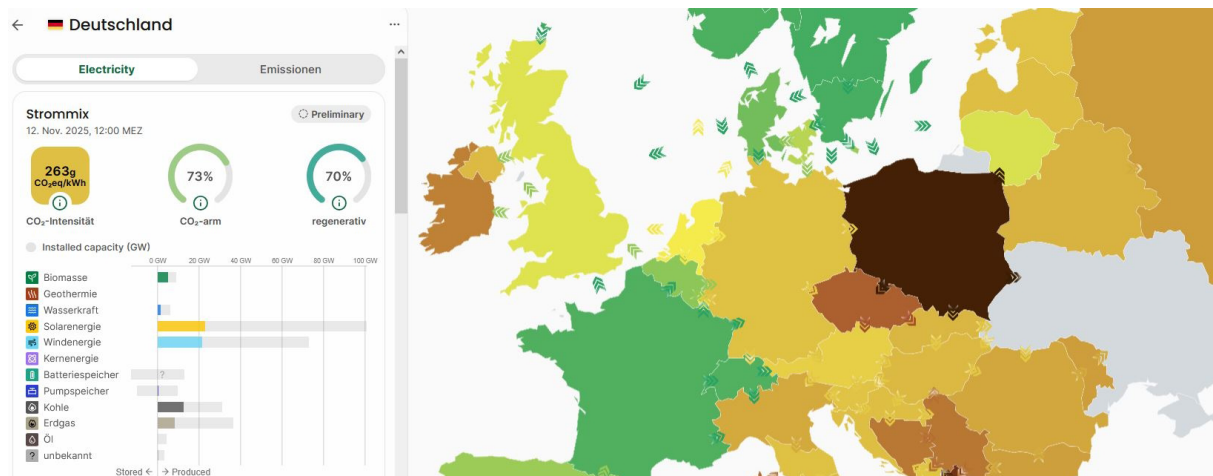 Deutschland
Electricity
Emissionen
Strommix
Preliminary
12. Nov. 2025, 12:00 MEZ
263g
CO₂eq/kWh
73%
70%
CO₂-Intensität
CO₂-arm
regenerativ
Installed capacity (GW)
0 GW 20 GW 40 GW 60 GW 80 GW 100 GW
Biomasse
Geothermie
Wasserkraft
Solarenergie
Windenergie
Kernenergie
Batteriespeicher ?
Pumpspeicher
Kohle
Erdgas
Öl
? unbekannt
Stored ← → Produced